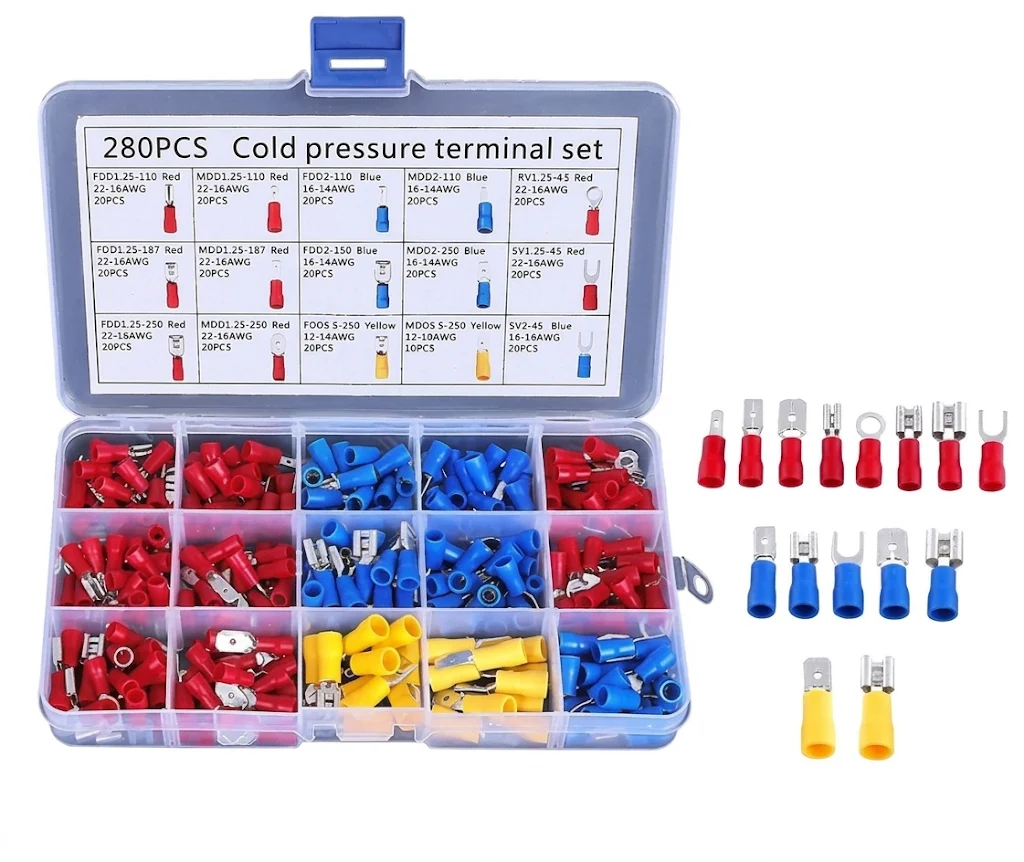 280PCS Cold pressure terminal set
FDD1.25-110 Red
22-16AWG
20PCS
MDD1.25-110 Red
22-16AWG
20PCS
FDD2-110 Blue
16-14AWG
20PCS
MDD2-110 Blue
16-14AWG
20PCS
RV1.25-45 Red
22-16AWG
20PCS
FDD1.25-187 Red
22-16AWG
20PCS
MDD1.25-187 Red
22-16AWG
20PCS
FDD2-150 Blue
16-14AWG
20PCS
MDD2-250 Blue
16-14AWG
20PCS
SV1.25-45 Red
22-16AWG
20PCS
FDD1.25-250 Red
22-16AWG
20PCS
MDD1.25-250 Red
22-16AWG
20PCS
FOOS S-250 Yellow
12-14AWG
20PCS
MDOS S-250 Yellow
12-10AWG
10PCS
SV2-45 Blue
16-16AWG
20PCS